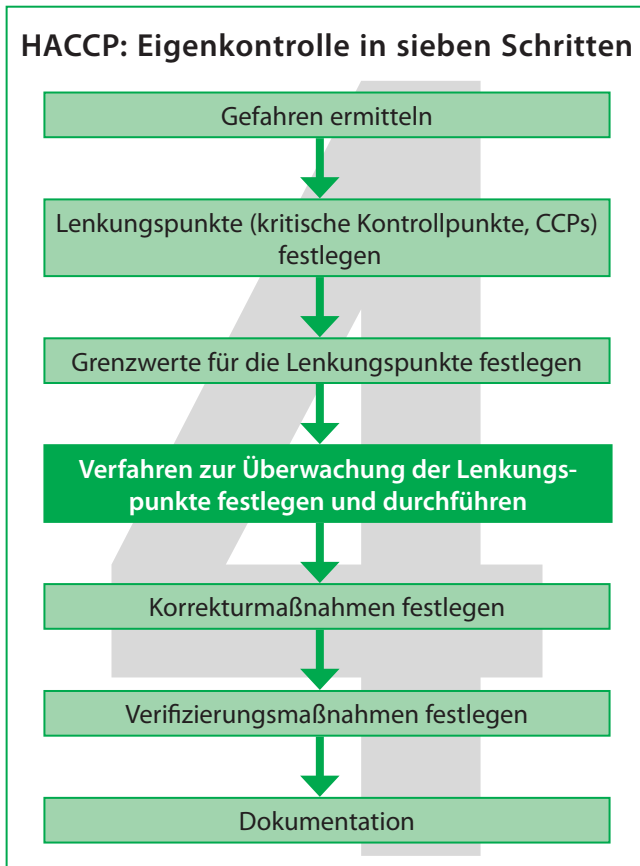 HACCP: Eigenkontrolle in sieben Schritten
Gefahren ermitteln
Lenkungspunkte (kritische Kontrollpunkte, CCPs)
festlegen
Grenzwerte für die Lenkungspunkte festlegen
Verfahren zur Überwachung der Lenkungs-
punkte festlegen und durchführen
Korrekturmaßnahmen festlegen
Verifizierungsmaßnahmen festlegen
Dokumentation
4